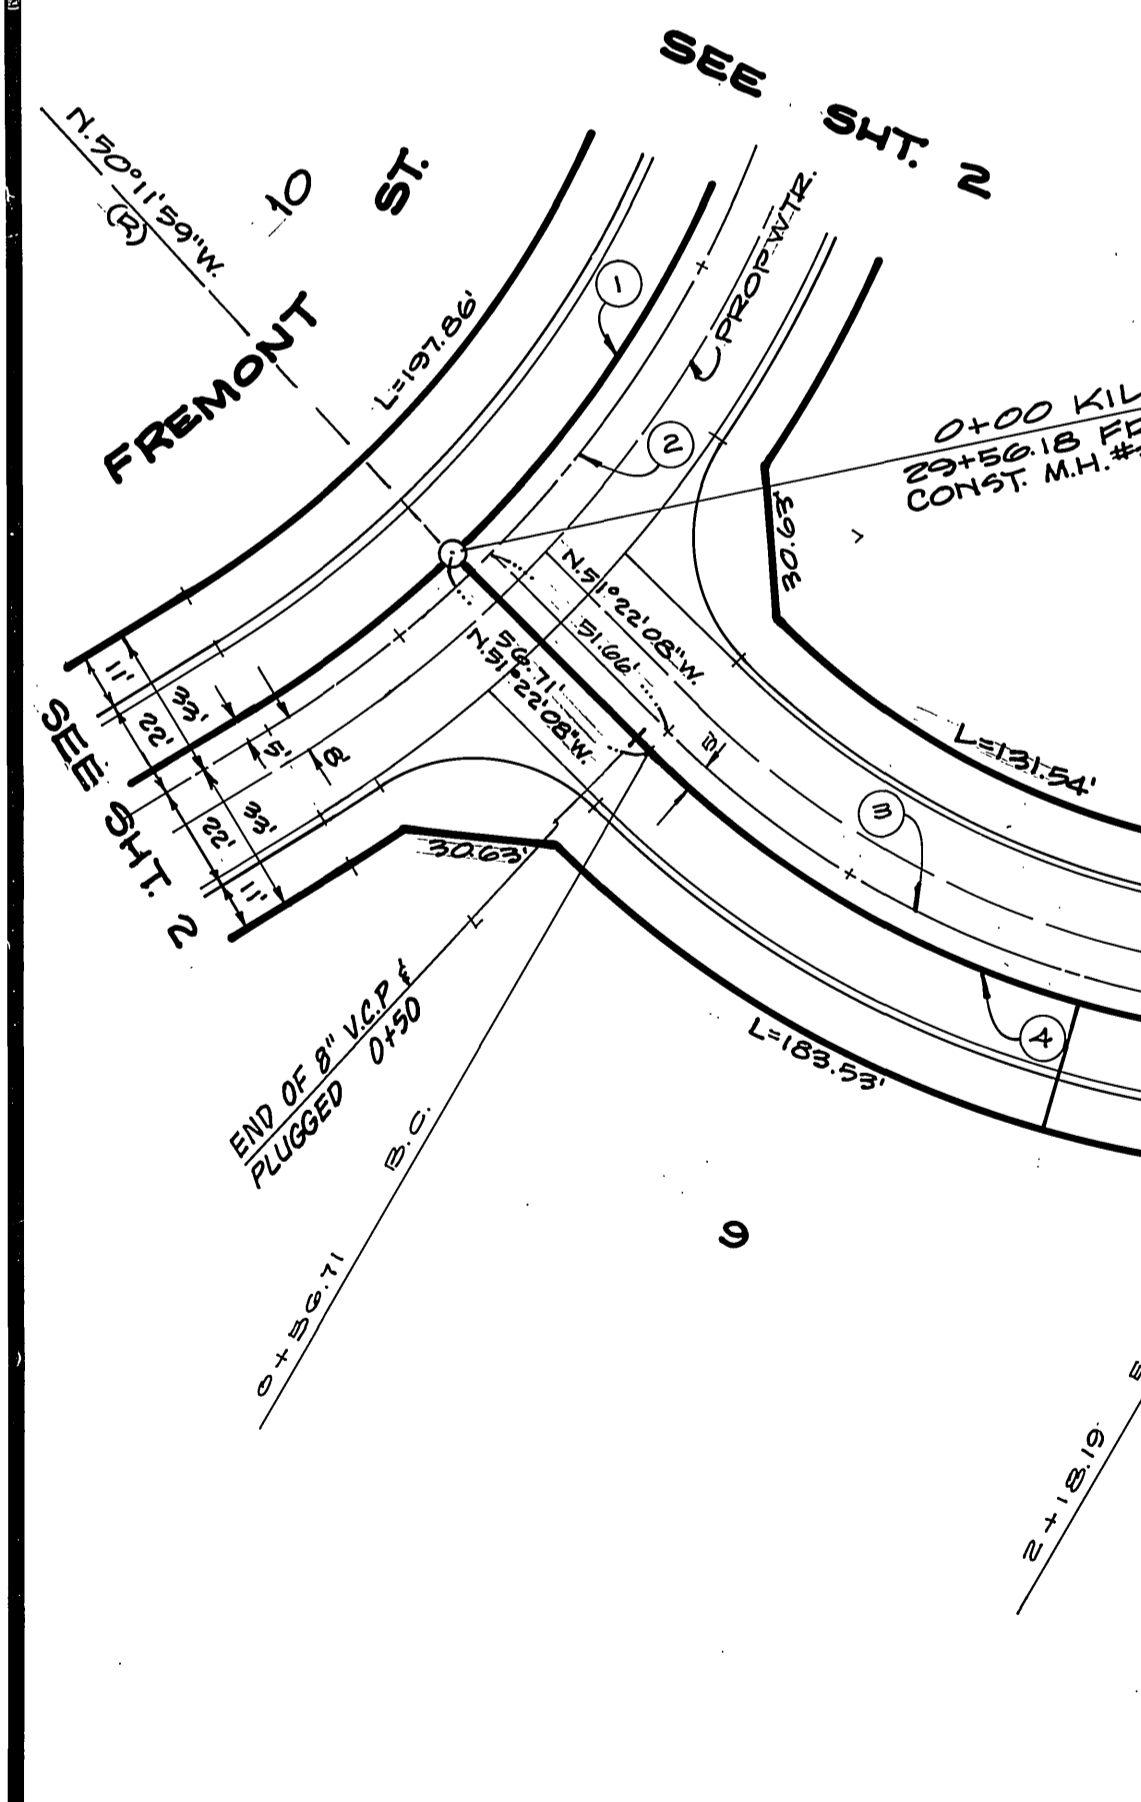 SEE SHT. 2
N.50°11'59"W.
(R)
10
ST.
FREMONT
L=197.86'
1
PROP. WTR.
2
0+00 KIL
29+56.18
CONST. M.H.#
30.63'
N.51°22'08"W.
51.66'
56.71'
N.51°22'08"W.
11'
33'
22'
5'
8'
33'
22'
11'
SEE SHT. 2
30.63'
L=131.54'
3
4
L=183.53'
END OF 8" V.C.P &
PLUGGED 0+50
B.C.
0+56.71
9
2+18.19